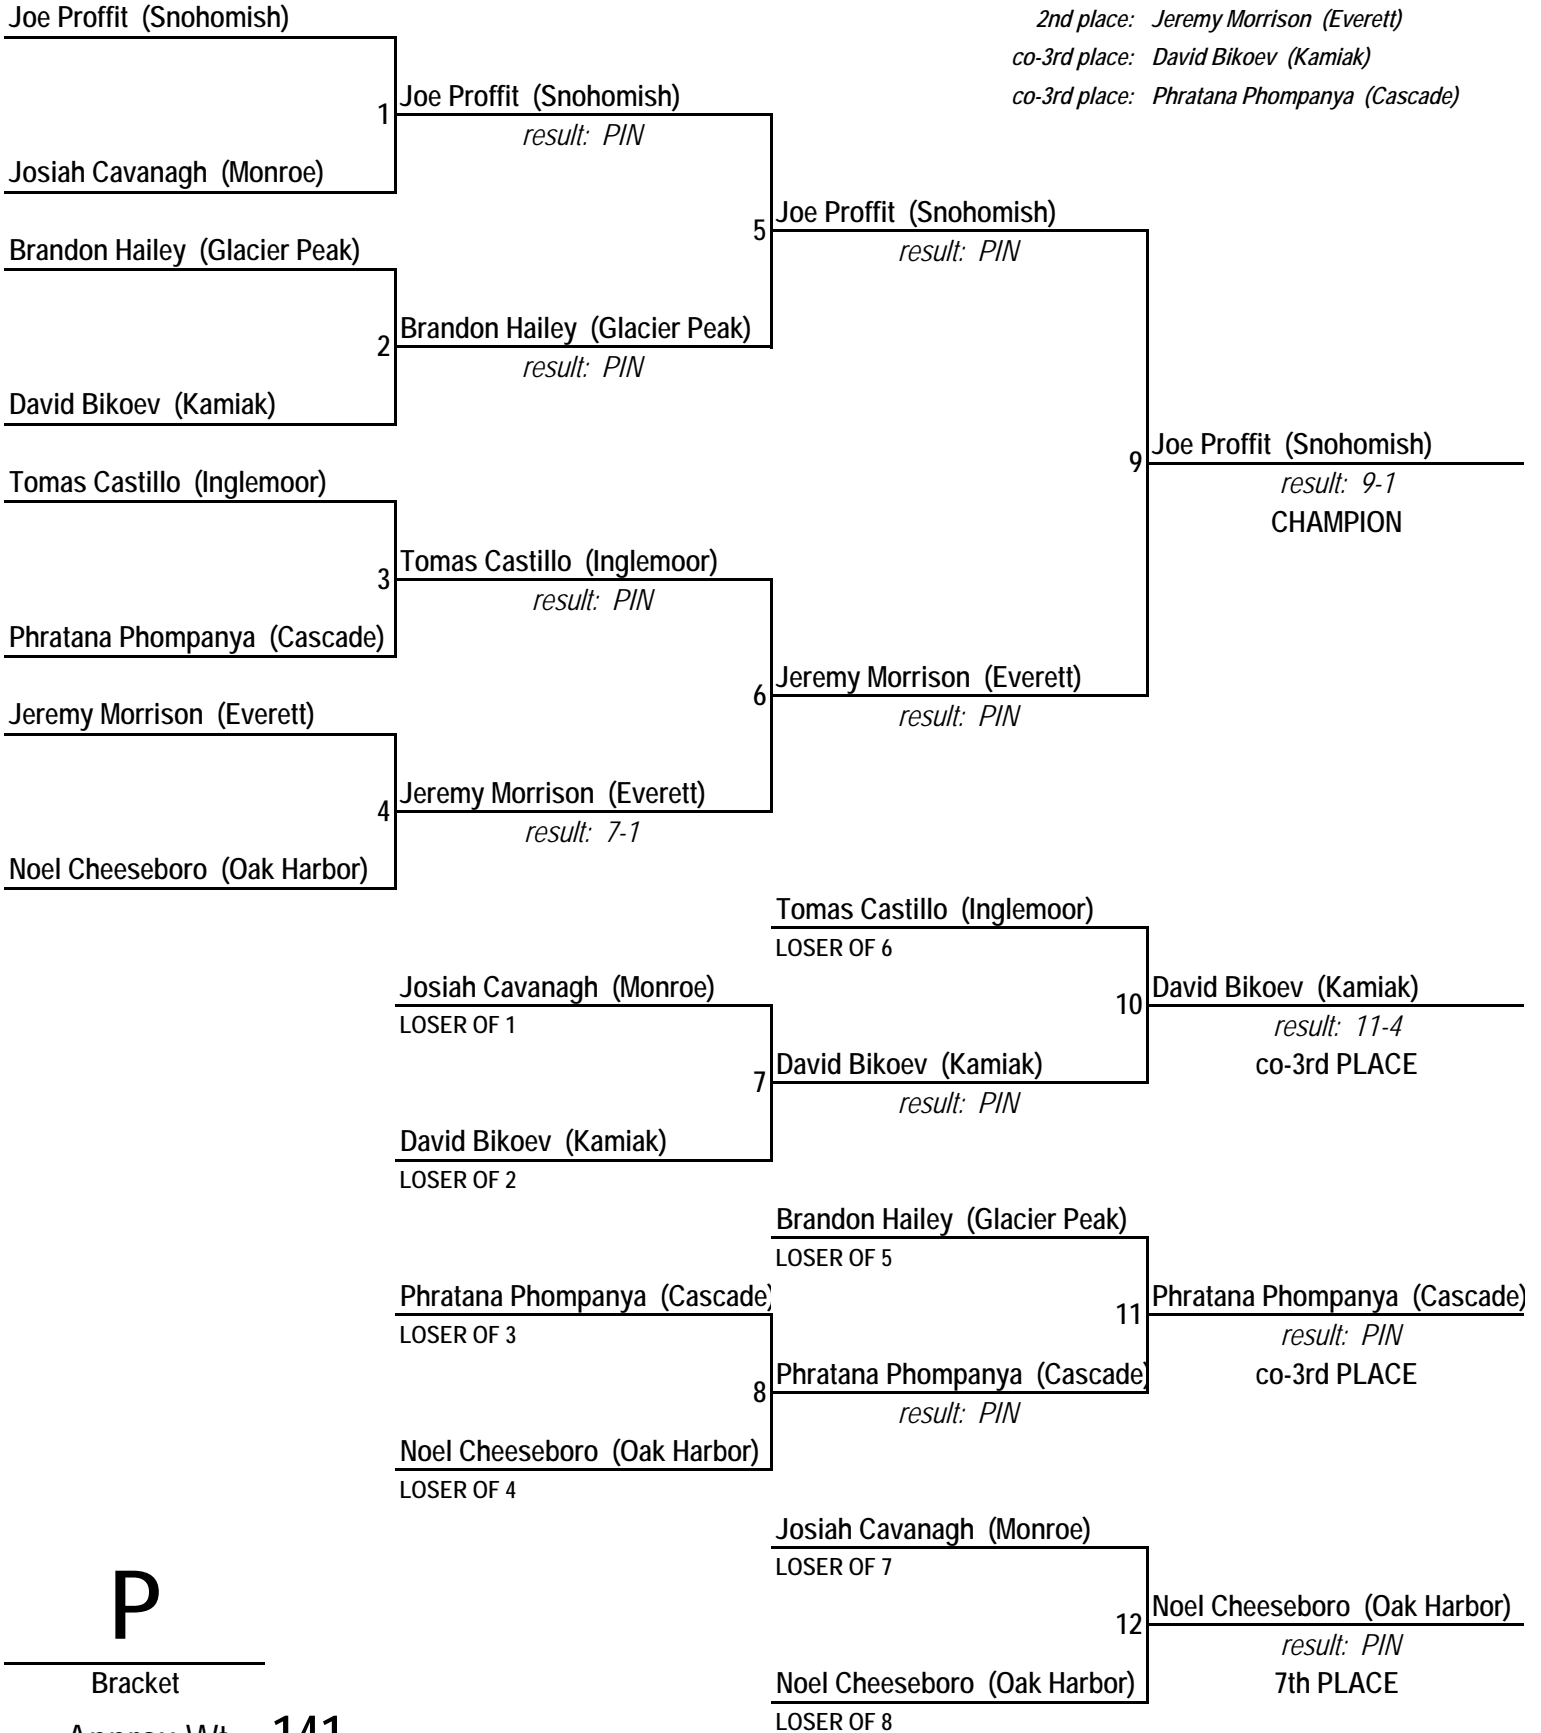 Joe Proffit (Snohomish)
2nd place: Jeremy Morrison (Everett)
co-3rd place: David Bikoev (Kamiak)
co-3rd place: Phratana Phompanya (Cascade)
1 Joe Proffit (Snohomish)
result: PIN
Josiah Cavanagh (Monroe)
5 Joe Proffit (Snohomish)
result: PIN
Brandon Hailey (Glacier Peak)
2 Brandon Hailey (Glacier Peak)
result: PIN
David Bikoev (Kamiak)
9 Joe Proffit (Snohomish)
result: 9-1
CHAMPION
Tomas Castillo (Inglemoor)
3 Tomas Castillo (Inglemoor)
result: PIN
Phratana Phompanya (Cascade)
6 Jeremy Morrison (Everett)
result: PIN
Jeremy Morrison (Everett)
4 Jeremy Morrison (Everett)
result: 7-1
Noel Cheeseboro (Oak Harbor)
Tomas Castillo (Inglemoor)
LOSER OF 6
Josiah Cavanagh (Monroe)
LOSER OF 1
10 David Bikoev (Kamiak)
result: 11-4
co-3rd PLACE
7 David Bikoev (Kamiak)
result: PIN
David Bikoev (Kamiak)
LOSER OF 2
Brandon Hailey (Glacier Peak)
LOSER OF 5
Phratana Phompanya (Cascade)
LOSER OF 3
11 Phratana Phompanya (Cascade)
result: PIN
co-3rd PLACE
8 Phratana Phompanya (Cascade)
result: PIN
Noel Cheeseboro (Oak Harbor)
LOSER OF 4
Josiah Cavanagh (Monroe)
LOSER OF 7
12 Noel Cheeseboro (Oak Harbor)
result: PIN
7th PLACE
Noel Cheeseboro (Oak Harbor)
LOSER OF 8
P
Bracket
Approx Wt 141